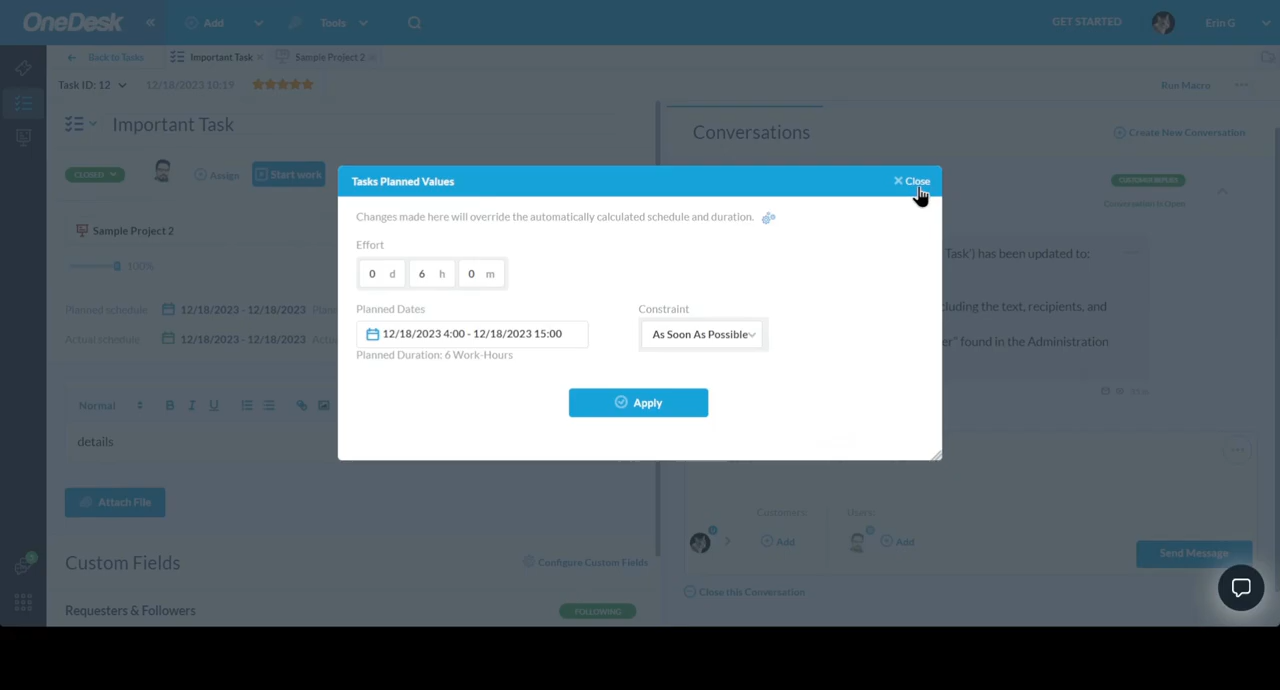 OneDesk « Add Tools GET STARTED Erin G
Back to Tasks Important Task × Sample Project 2 ×
Task ID: 12 12/18/2023 10:19 Run Macro ...
Important Task
Conversations
Create New Conversation
CLOSED Assign Start work
CUSTOMER REPLIES
Conversation Is Open
Sample Project 2
100%
Planned schedule 12/18/2023 - 12/18/2023
Actual schedule 12/18/2023 - 12/18/2023
Task') has been updated to:
cluding the text, recipients, and
er" found in the Administration
Tasks Planned Values
× Close
Changes made here will override the automatically calculated schedule and duration.
Effort
0 d 6 h 0 m
Planned Dates
Constraint
12/18/2023 4:00 - 12/18/2023 15:00
As Soon As Possible
Planned Duration: 6 Work-Hours
Apply
Normal B I U
details
Attach File
Customers:
Users:
Add
Add
Send Message
Close this Conversation
Custom Fields
Configure Custom Fields
Requesters & Followers
FOLLOWING